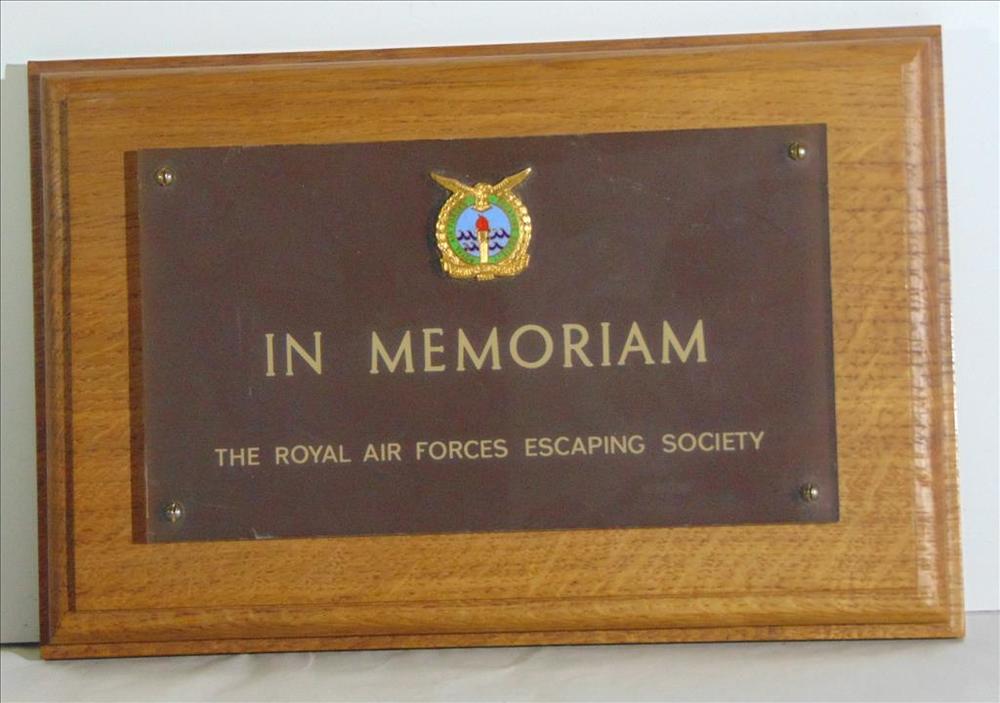 IN MEMORIAM
THE ROYAL AIR FORCES ESCAPING SOCIETY